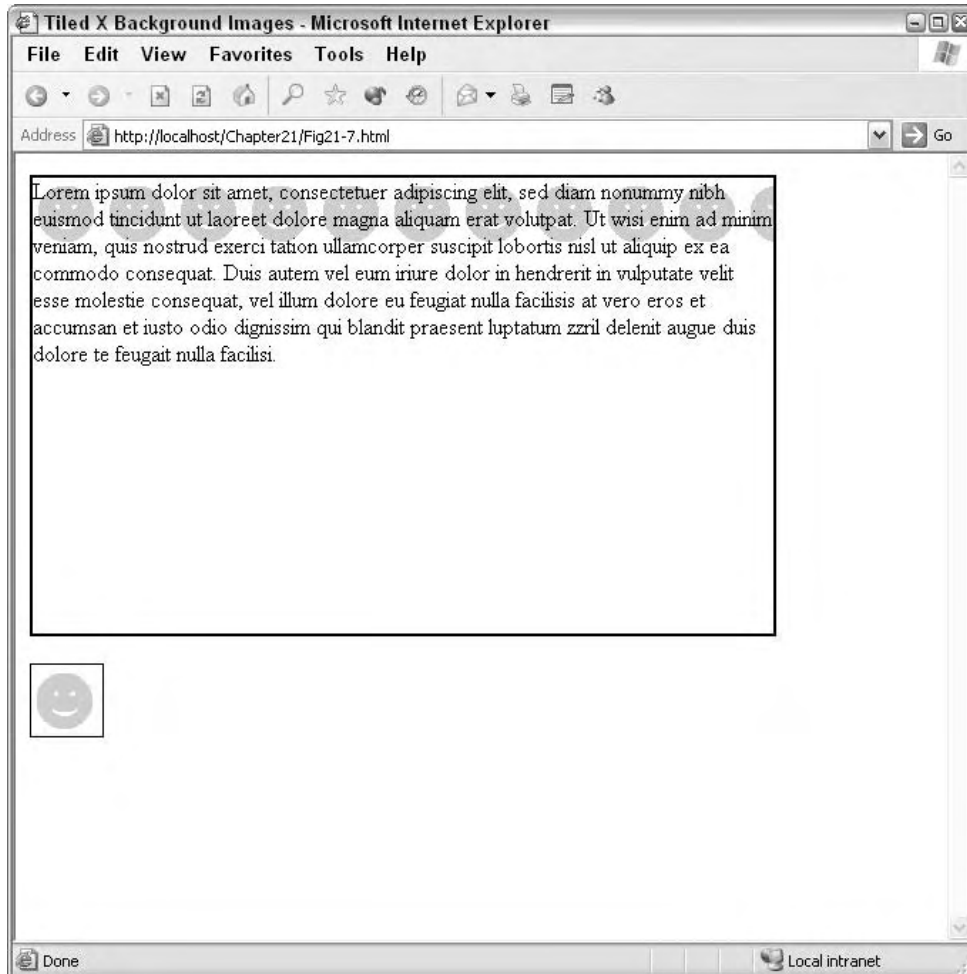 Tiled X Background Images - Microsoft Internet Explorer
File Edit View Favorites Tools Help
Address http://localhost/Chapter21/Fig21-7.html Go
Lorem ipsum dolor sit amet, consectetuer adipiscing elit, sed diam nonummy nibh
euismod tincidunt ut laoreet dolore magna aliquam erat volutpat. Ut wisi enim ad minim
veniam, quis nostrud exerci tation ullamcorper suscipit lobortis nisl ut aliquip ex ea
commodo consequat. Duis autem vel eum iriure dolor in hendrerit in vulputate velit
esse molestie consequat, vel illum dolore eu feugiat nulla facilisis at vero eros et
accumsan et iusto odio dignissim qui blandit praesent luptatum zzril delenit augue duis
dolore te feugait nulla facilisi.
Done Local intranet